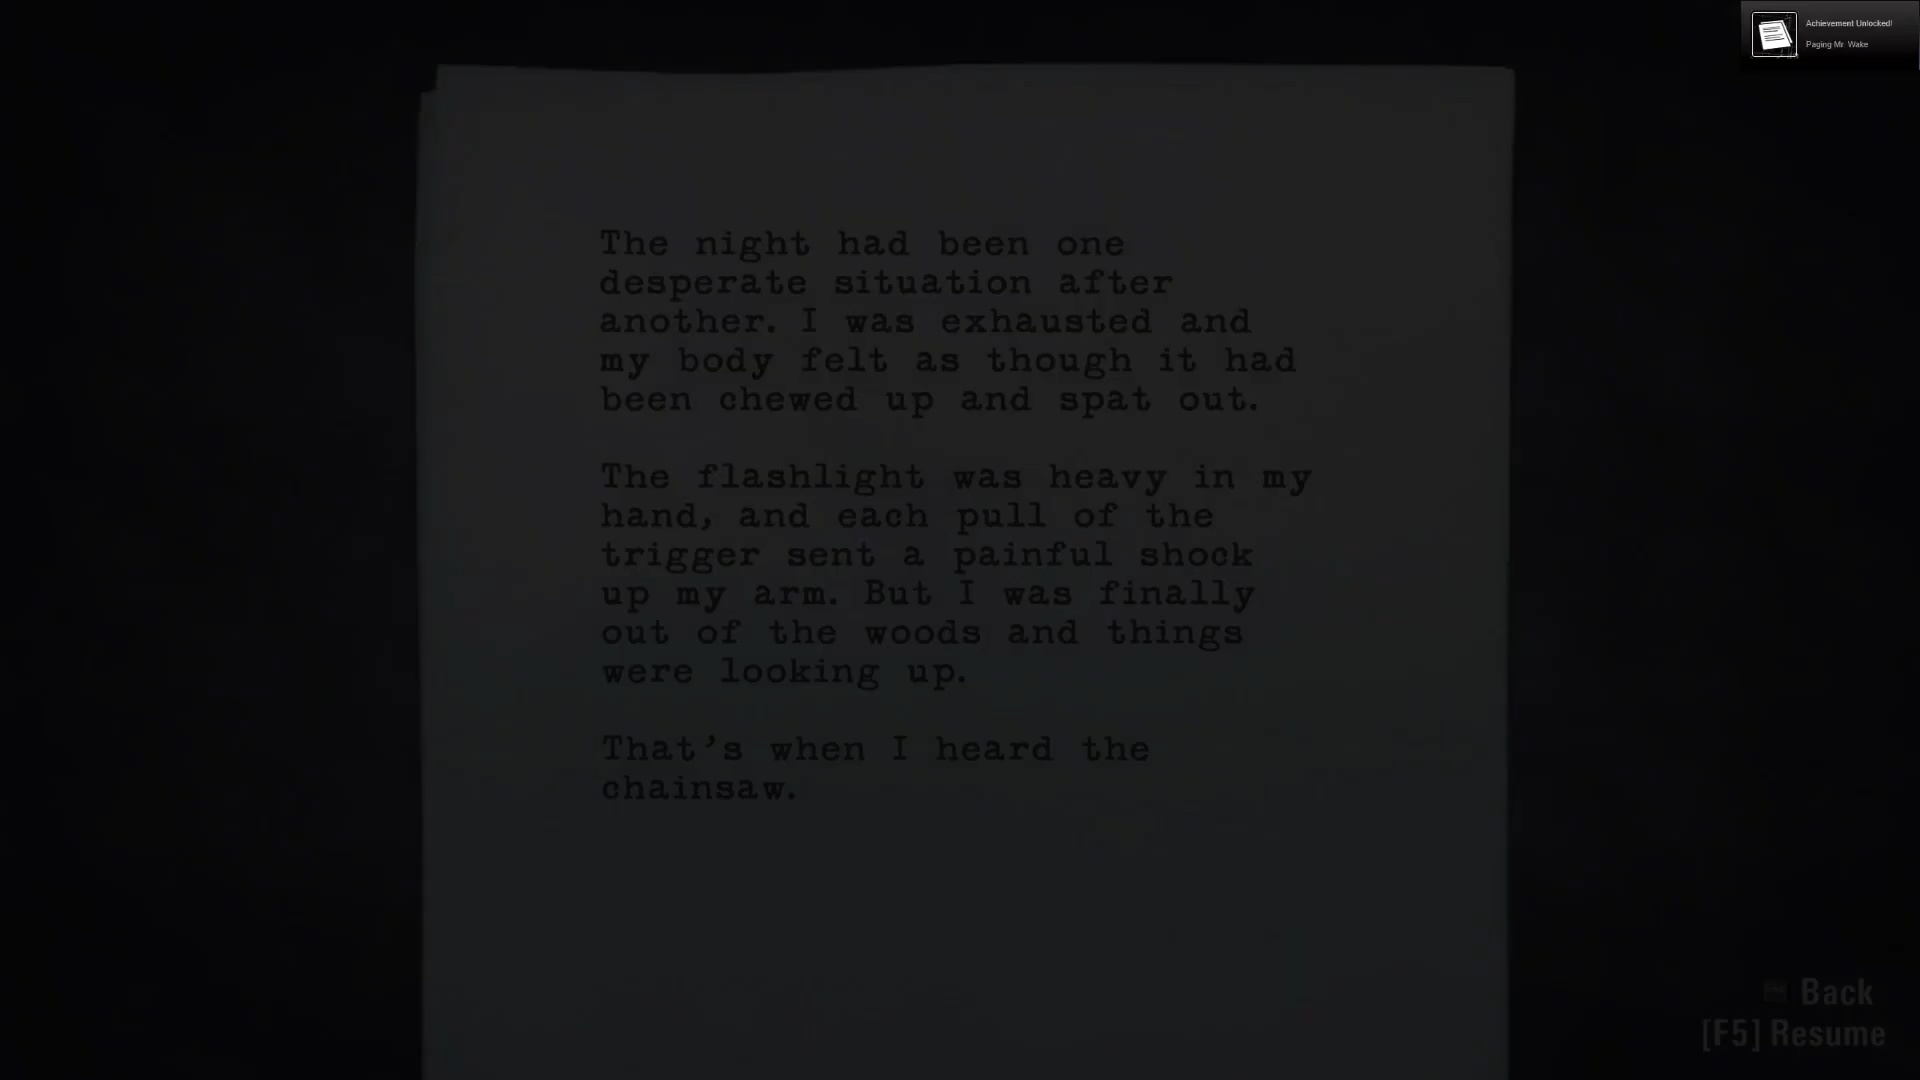 Achievement Unlocked!
Paging Mr. Wake
The night had been one
desperate situation after
another. I was exhausted and
my body felt as though it had
been chewed up and spat out.
The flashlight was heavy in my
hand, and each pull of the
trigger sent a painful shock
up my arm. But I was finally
out of the woods and things
were looking up.
That's when I heard the
chainsaw.
Back
[F5] Resume